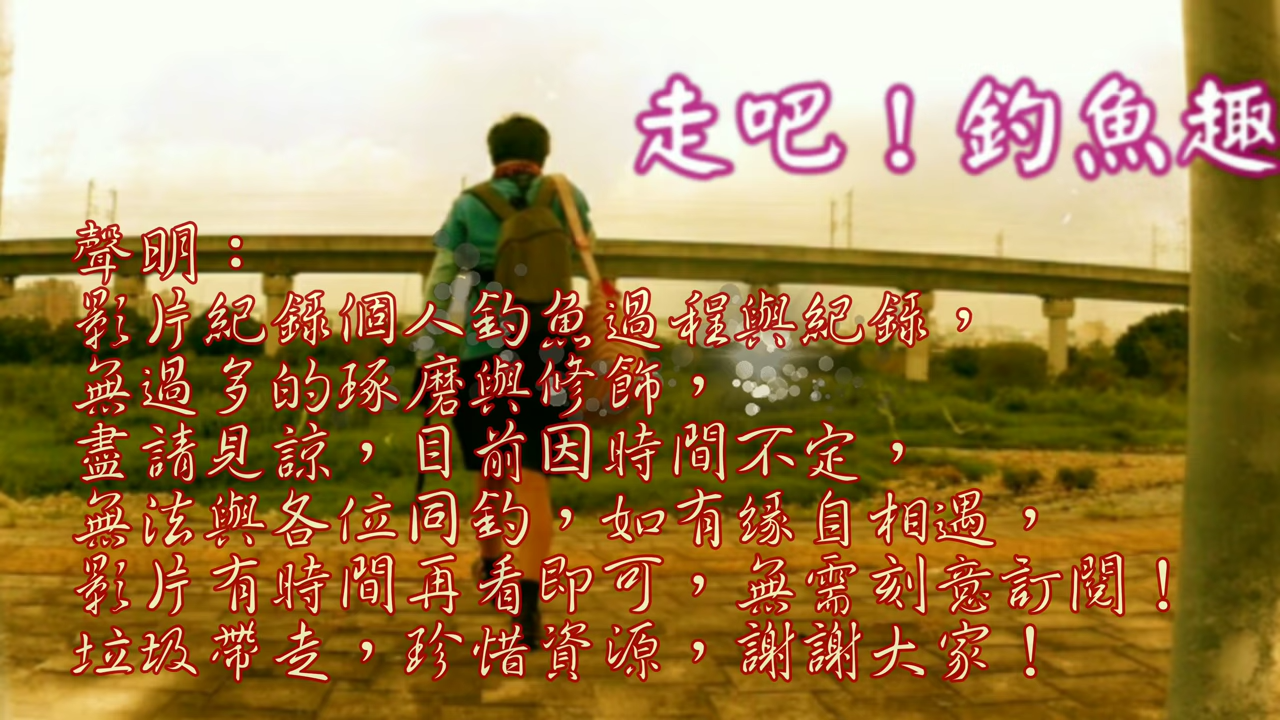 走吧！釣魚趣
聲明：
影片紀錄個人釣魚過程與紀錄，
無過多的琢磨與修飾，
盡請見諒，目前因時間不定，
無法與各位同釣，如有緣自相遇，
影片有時間再看即可，無需刻意訂閱！
垃圾帶走，珍惜資源，謝謝大家！